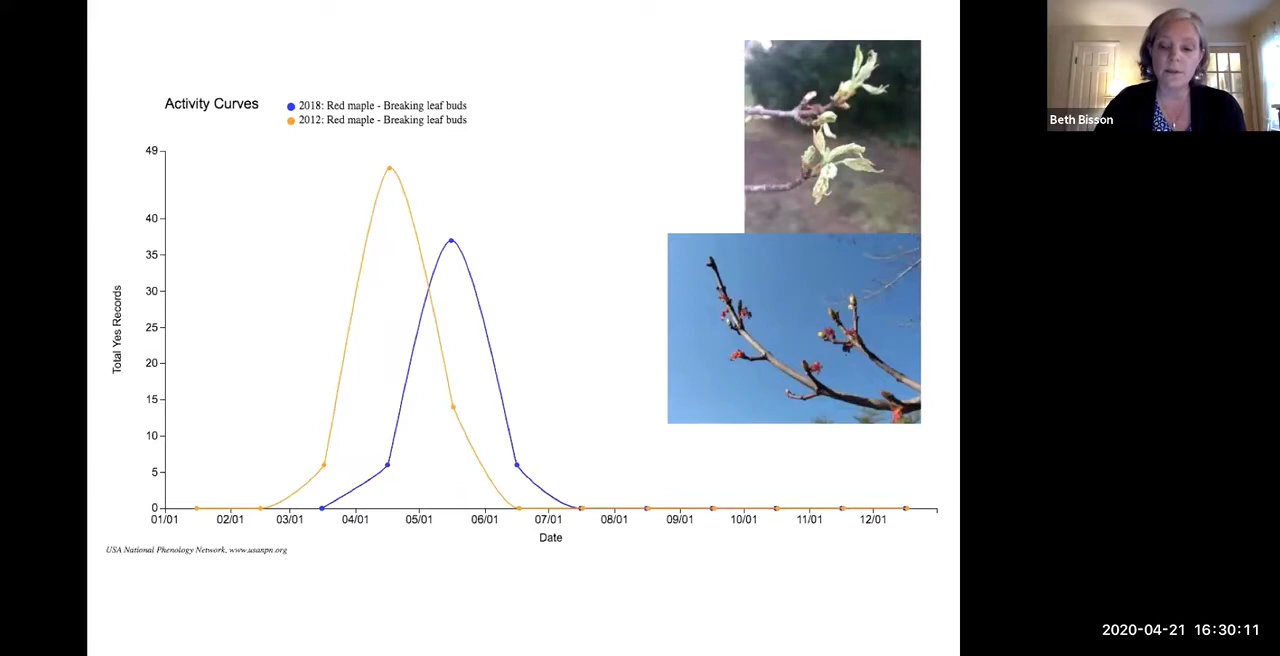 Activity Curves
2018: Red maple - Breaking leaf buds
2012: Red maple - Breaking leaf buds
49
40
35
30
25
20
15
10
5
0
Total Yes Records
01/01 02/01 03/01 04/01 05/01 06/01 07/01 08/01 09/01 10/01 11/01 12/01
Date
USA National Phenology Network, www.usanpn.org
Beth Bisson
2020-04-21 16:30:11